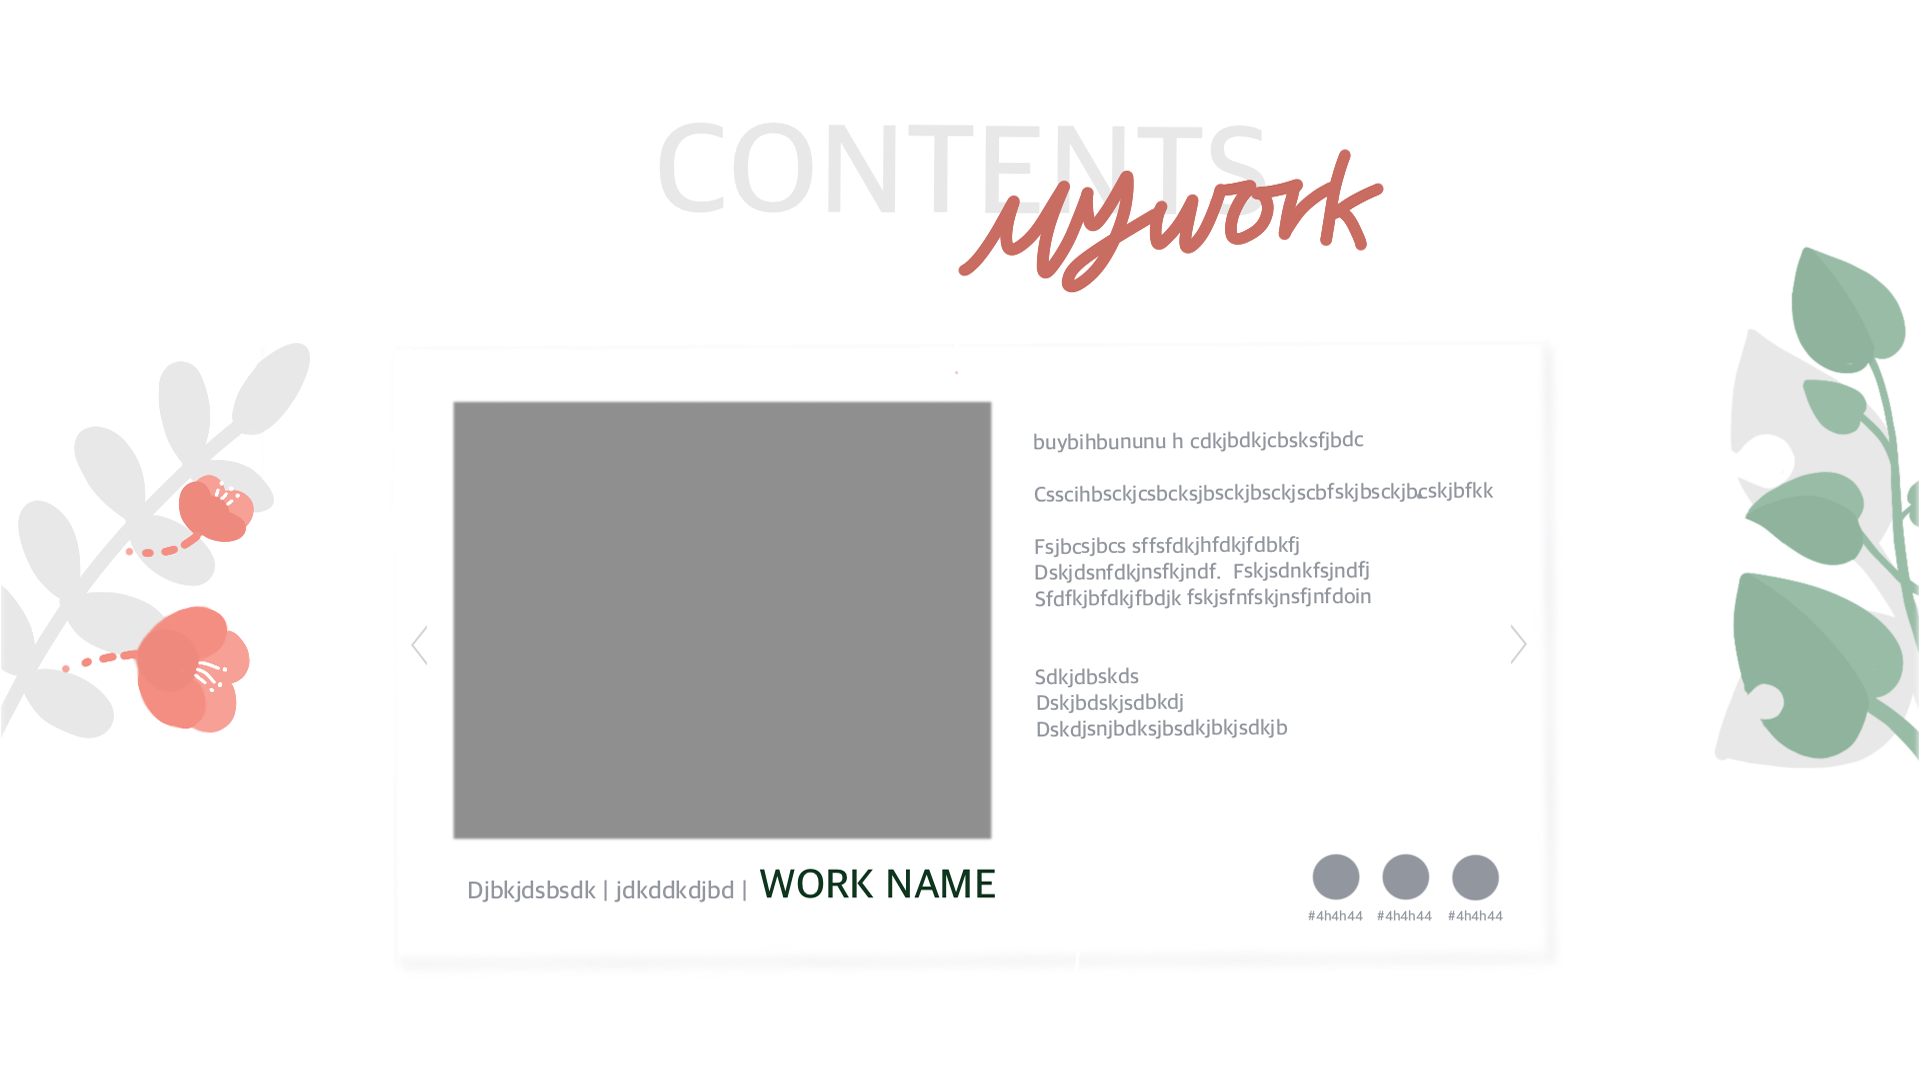 CONTENTS
Mywork
buybihbununu h cdkjbdkjcbsksfjbdc
Csscihbsckjcsbcksjbsckjbsckjscbfskjbsckjbcskjbfkk
Fsjbcsjbcs sffsfdkjhfdkjfdbkfj
Dskjdsnfdkjnsfkjndf. Fskjsdnkfsjndfj
Sfdfkjbfdkjfbdjk fskjsfnfskjnsfjnfdoin
Sdkjdbskds
Dskjbdskjsdbkdj
Dskdjsnjbdksjbsdkjbkjsdkjb
Djbkjdsbsdk | jdkddkdjbd | WORK NAME
#4h4h44 #4h4h44 #4h4h44